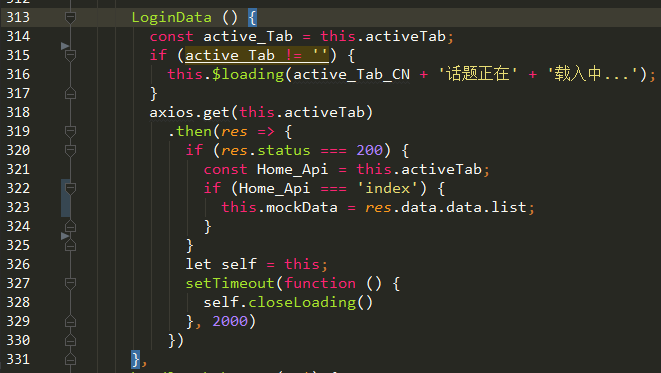 313 LoginData () {
314 const active_Tab = this.activeTab;
315 if (active_Tab != '') {
316 this.$loading(active_Tab_CN + '话题正在' + '载入中...');
317 }
318 axios.get(this.activeTab)
319 .then(res => {
320 if (res.status === 200) {
321 const Home_Api = this.activeTab;
322 if (Home_Api === 'index') {
323 this.mockData = res.data.data.list;
324 }
325 }
326 let self = this;
327 setTimeout(function () {
328 self.closeLoading()
329 }, 2000)
330 })
331 },